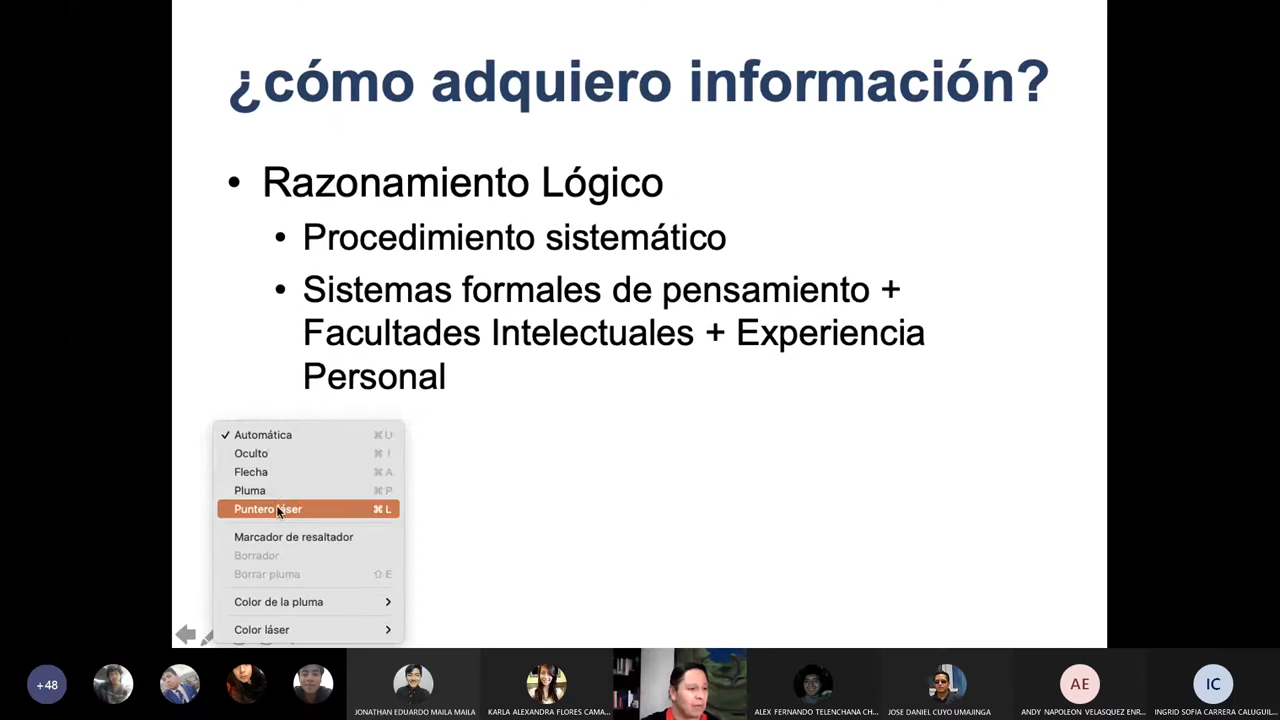 ¿cómo adquiero información?
• Razonamiento Lógico
• Procedimiento sistemático
• Sistemas formales de pensamiento +
Facultades Intelectuales + Experiencia
Personal
✓ Automática ⌘U
Oculto ⌘I
Flecha ⌘A
Pluma ⌘P
Puntero láser ⌘L
Marcador de resaltador
Borrador
Borrar pluma ⇧E
Color de la pluma >
Color láser >
+48
AE
IC
JONATHAN EDUARDO MAILA MAILA
KARLA ALEXANDRA FLORES CAMA...
ALEX FERNANDO TELENCHANA CH...
JOSE DANIEL CUYO UMAJINGA
ANDY NAPOLEON VELASQUEZ ENR...
INGRID SOFIA CARRERA CALUGUIL...